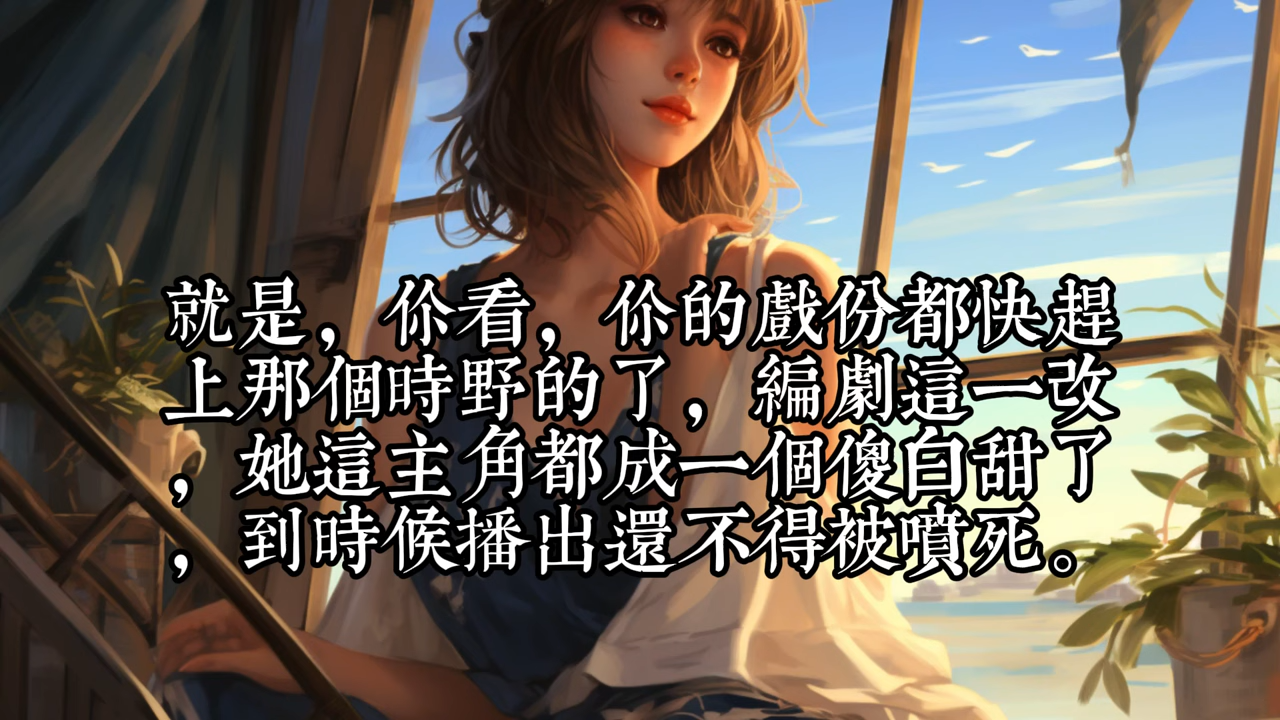 就是，你看，你的戲份都快趕
上那個時野的了，編劇這一改
，她這主角都成一個傻白甜了
，到時候播出還不得被噴死。